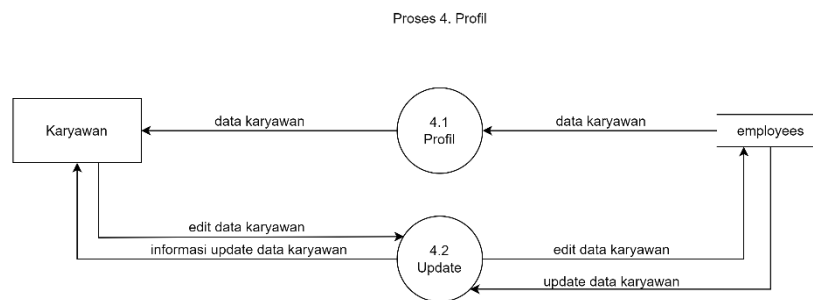 Proses 4. Profil
Karyawan
data karyawan
4.1
Profil
data karyawan
employees
edit data karyawan
informasi update data karyawan
4.2
Update
edit data karyawan
update data karyawan